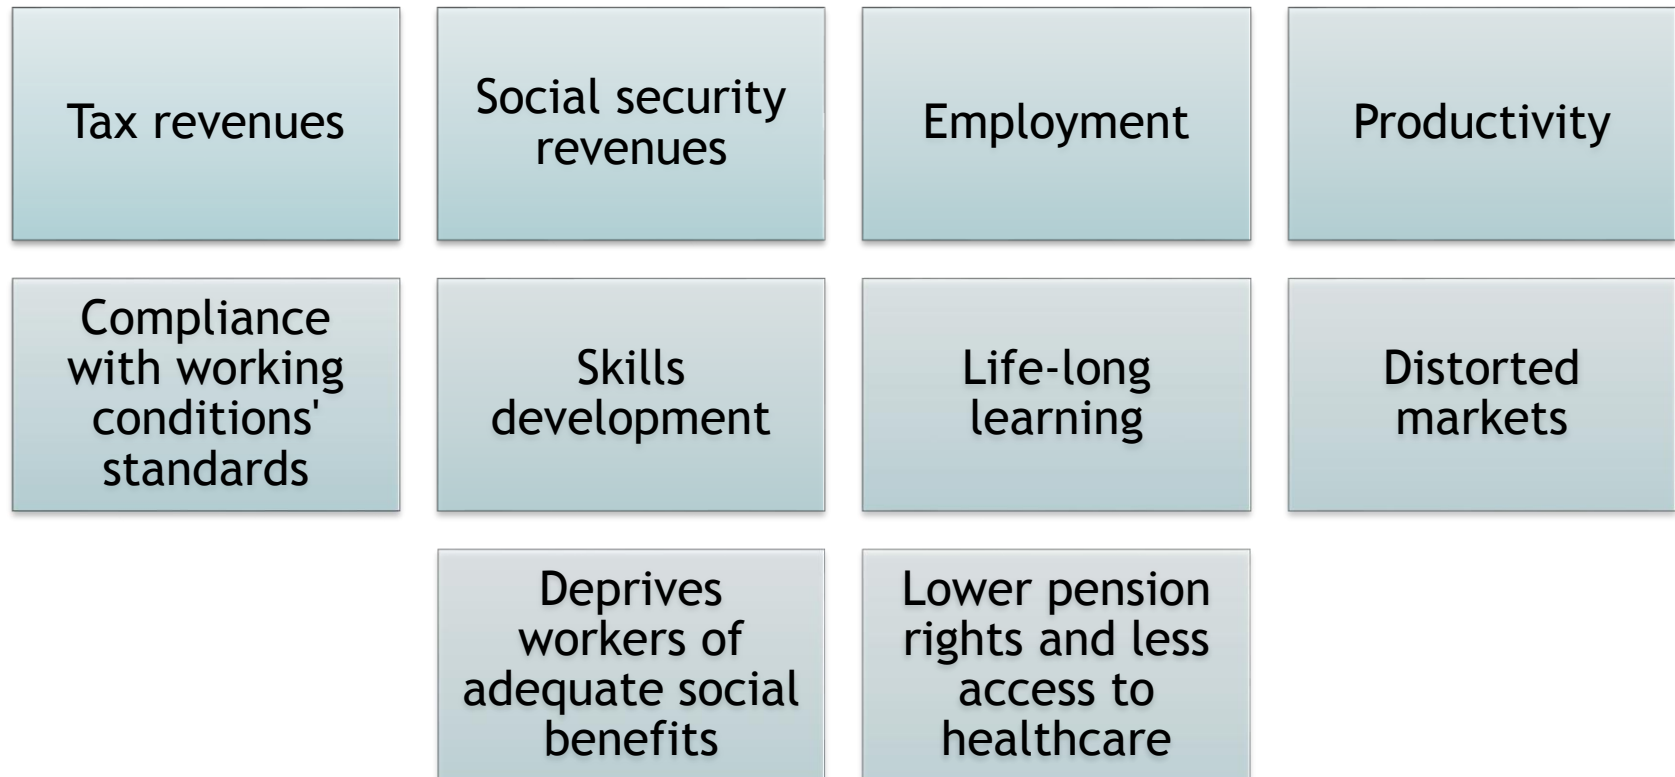 Tax revenues
Social security
revenues
Employment
Productivity
Compliance
with working
conditions'
standards
Skills
development
Life-long
learning
Distorted
markets
Deprives
workers of
adequate social
benefits
Lower pension
rights and less
access to
healthcare